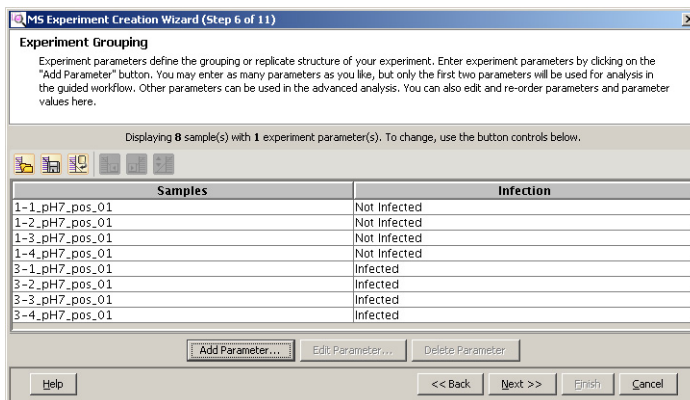 MS Experiment Creation Wizard (Step 6 of 11)
Experiment Grouping
Experiment parameters define the grouping or replicate structure of your experiment. Enter experiment parameters by clicking on the
"Add Parameter" button. You may enter as many parameters as you like, but only the first two parameters will be used for analysis in
the guided workflow. Other parameters can be used in the advanced analysis. You can also edit and re-order parameters and parameter
values here.
Displaying 8 sample(s) with 1 experiment parameter(s). To change, use the button controls below.
Samples Infection
1-1_pH7_pos_01 Not Infected
1-2_pH7_pos_01 Not Infected
1-3_pH7_pos_01 Not Infected
1-4_pH7_pos_01 Not Infected
3-1_pH7_pos_01 Infected
3-2_pH7_pos_01 Infected
3-3_pH7_pos_01 Infected
3-4_pH7_pos_01 Infected
Add Parameter... Edit Parameter... Delete Parameter
Help << Back Next >> Finish Cancel